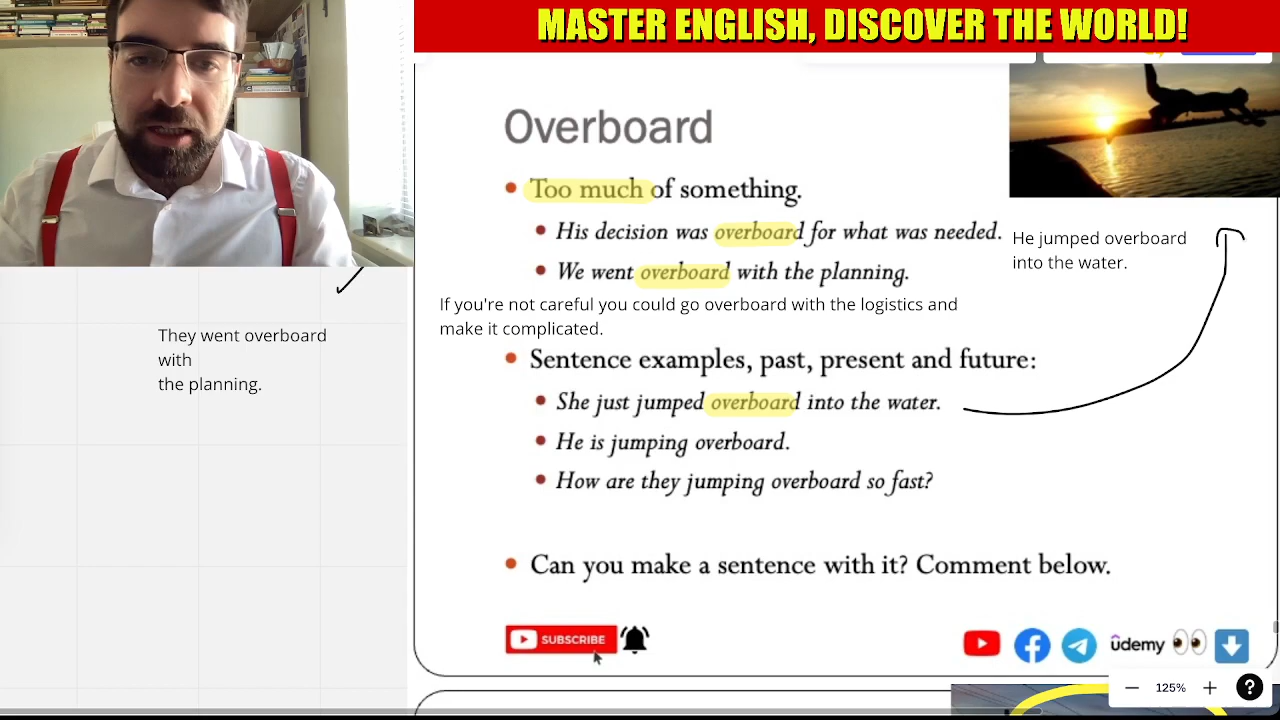 MASTER ENGLISH, DISCOVER THE WORLD!
Overboard
Too much of something.
His decision was overboard for what was needed.
We went overboard with the planning.
He jumped overboard
into the water.
If you're not careful you could go overboard with the logistics and
make it complicated.
They went overboard
with
the planning.
Sentence examples, past, present and future:
She just jumped overboard into the water.
He is jumping overboard.
How are they jumping overboard so fast?
Can you make a sentence with it? Comment below.
SUBSCRIBE
ûdemy
125%